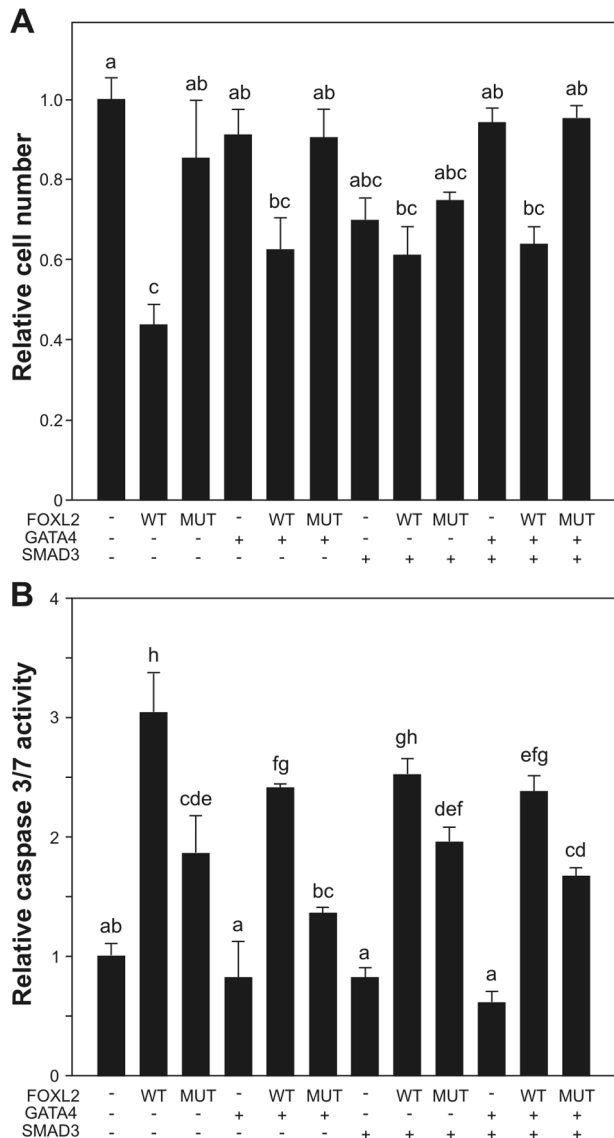 A
Relative cell number
a
c
ab
ab
bc
ab
abc
bc
abc
ab
bc
ab
1.0
0.8
0.6
0.4
0.2
0
FOXL2 - WT MUT - WT MUT - WT MUT - WT MUT
GATA4 - - - + + + - - - + + +
SMAD3 - - - - - - + + + + + +
B
Relative caspase 3/7 activity
ab
h
cde
a
fg
bc
a
gh
def
a
efg
cd
4
3
2
1
0
FOXL2 - WT MUT - WT MUT - WT MUT - WT MUT
GATA4 - - - + + + - - - + + +
SMAD3 - - - - - - + + + + + +